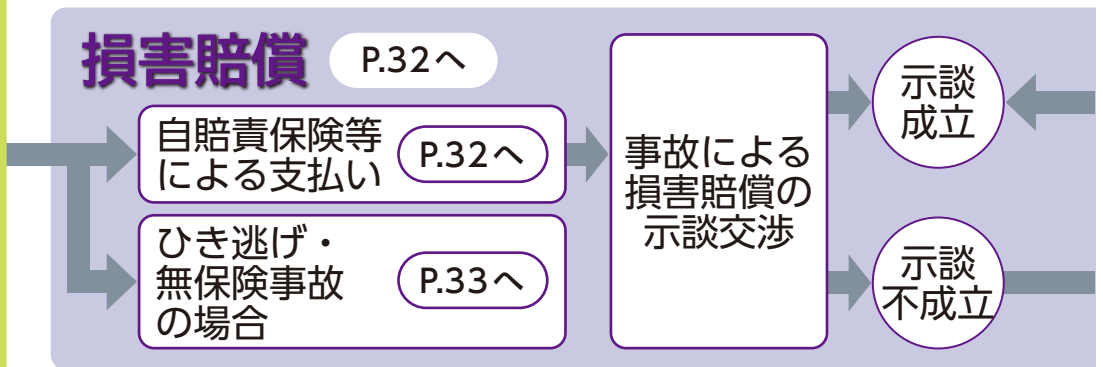 損害賠償 P.32へ
自賠責保険等
による支払い
P.32へ
ひき逃げ・
無保険事故
の場合
P.33へ
事故による
損害賠償の
示談交渉
示談
成立
示談
不成立